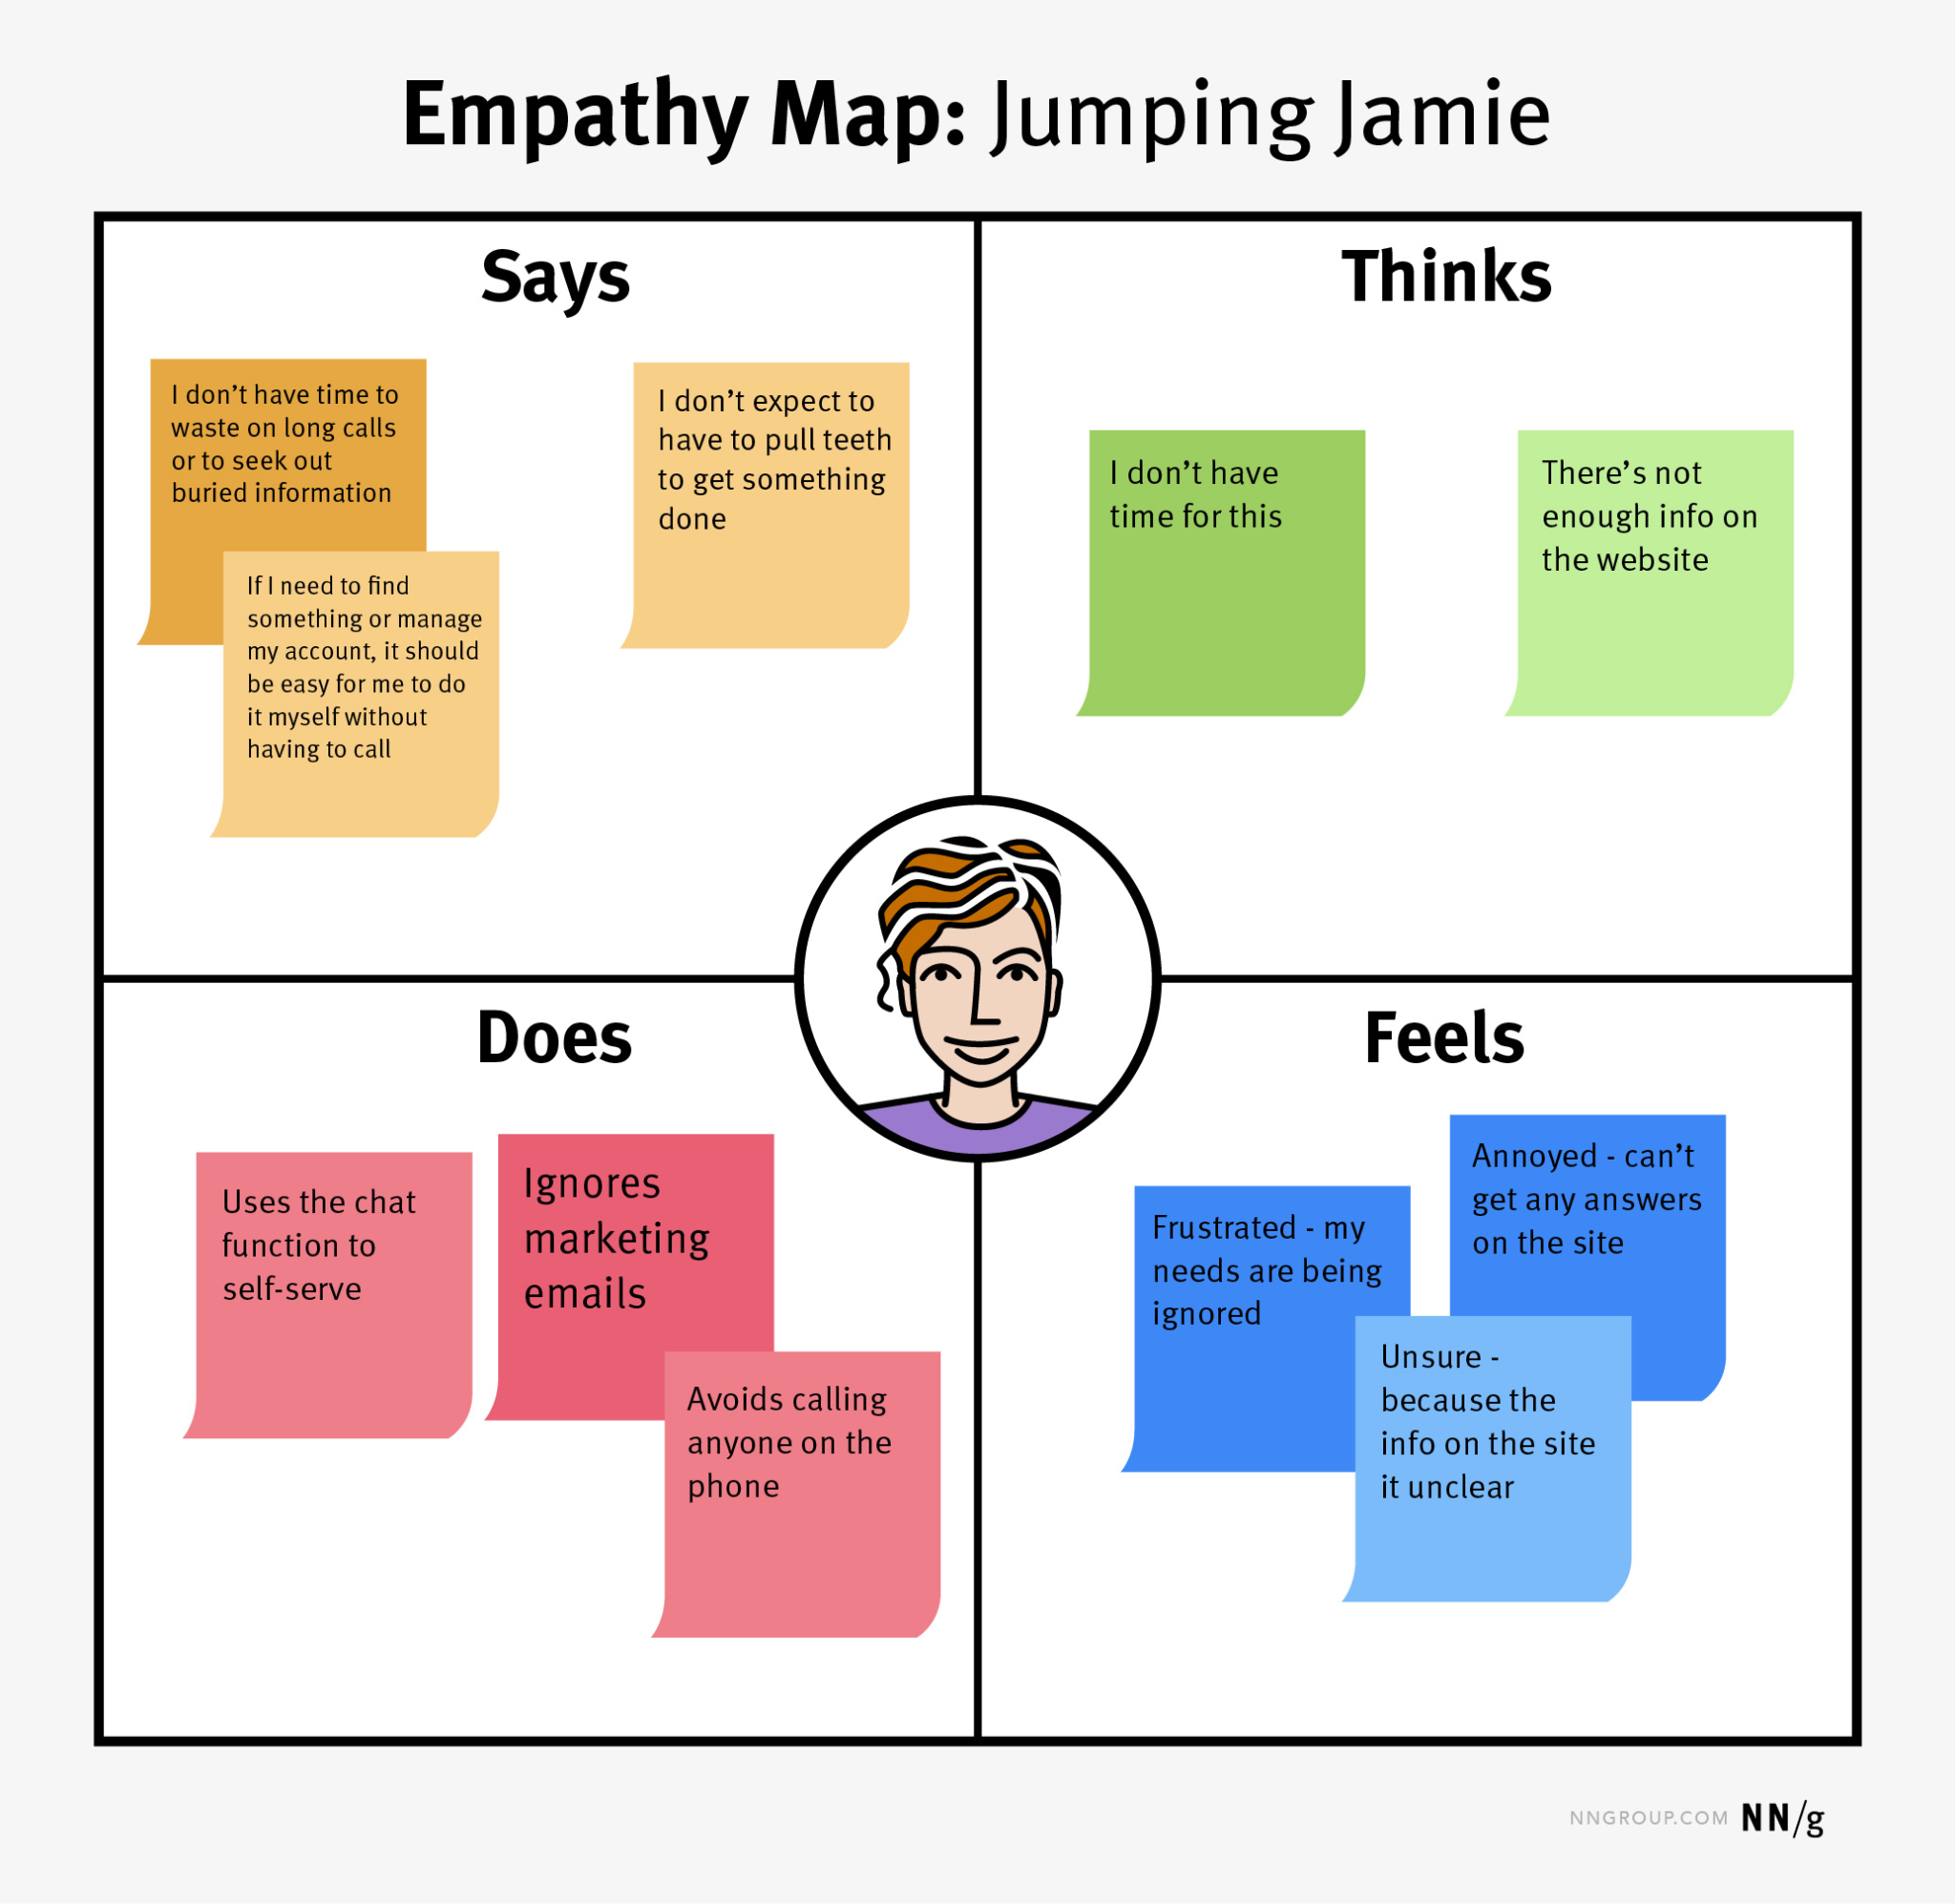 Empathy Map: Jumping Jamie
Says
I don’t have time to
waste on long calls
or to seek out
buried information
If I need to find
something or manage
my account, it should
be easy for me to do
it myself without
having to call
I don’t expect to
have to pull teeth
to get something
done
Thinks
I don’t have
time for this
There’s not
enough info on
the website
Does
Uses the chat
function to
self-serve
Ignores
marketing
emails
Avoids calling
anyone on the
phone
Feels
Frustrated - my
needs are being
ignored
Annoyed - can’t
get any answers
on the site
Unsure -
because the
info on the site
it unclear
NNGROUP.COM NN/g